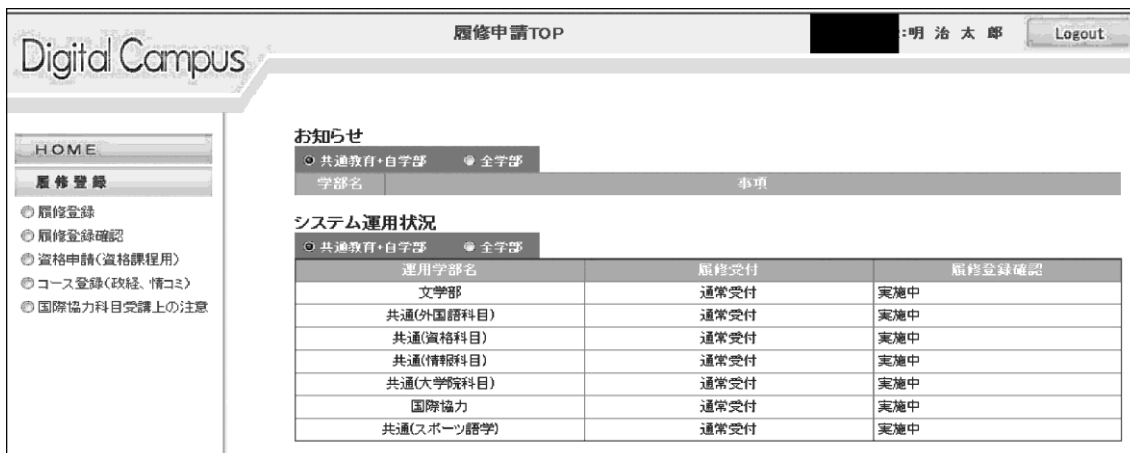 Digital Campus
履修申請TOP
:明 治 太 郎
Logout
HOME
履修登録
履修登録
履修登録確認
資格申請(資格課程用)
コース登録(政経、情コミ)
国際協力科目受講上の注意
お知らせ
共通教育+自学部 全学部
学部名 事項
システム運用状況
共通教育+自学部 全学部
運用学部名 履修受付 履修登録確認
文学部 通常受付 実施中
共通(外国語科目) 通常受付 実施中
共通(資格科目) 通常受付 実施中
共通(情報科目) 通常受付 実施中
共通(大学院科目) 通常受付 実施中
国際協力 通常受付 実施中
共通(スポーツ語学) 通常受付 実施中